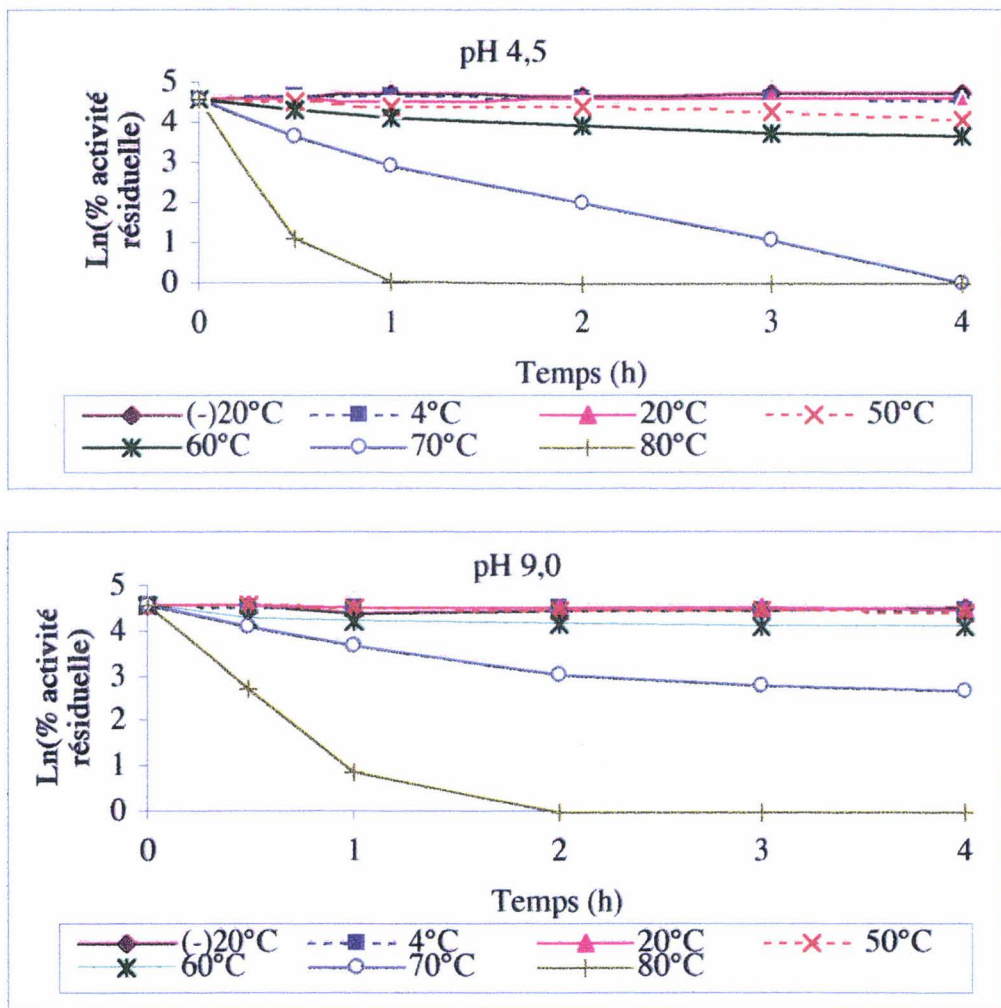 pH 4,5
Ln(% activité
résiduelle)
5
4
3
2
1
0
0 1 2 3 4
Temps (h)
(-)20°C 4°C 20°C 50°C
60°C 70°C 80°C
pH 9,0
Ln(% activité
résiduelle)
5
4
3
2
1
0
0 1 2 3 4
Temps (h)
(-)20°C 4°C 20°C 50°C
60°C 70°C 80°C